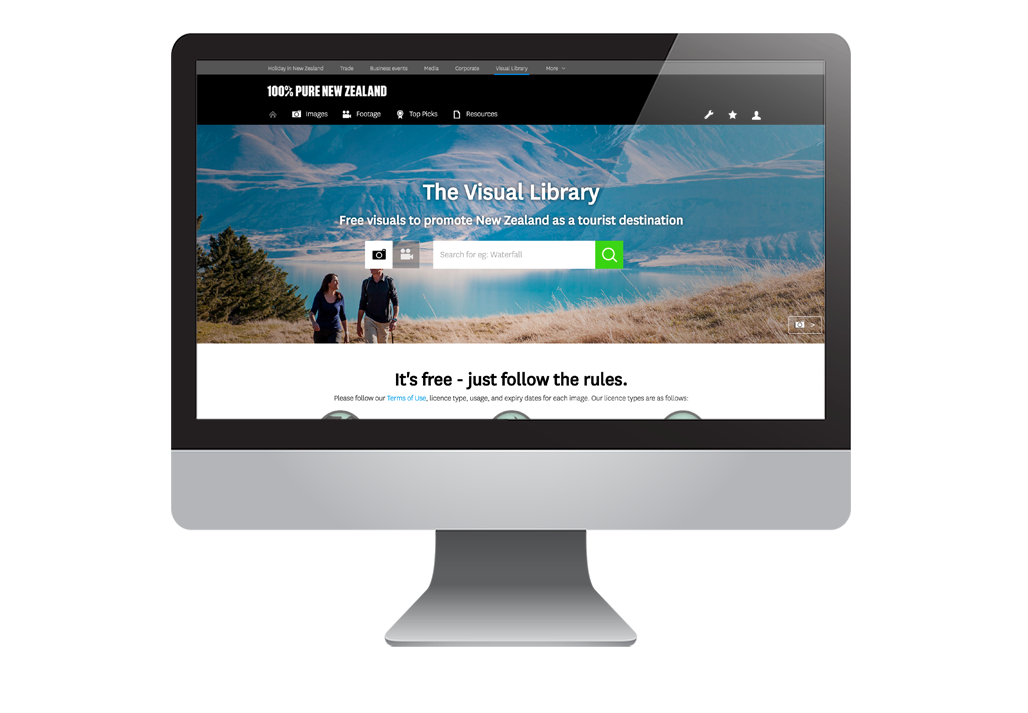 Holiday in New Zealand Trade Business events Media Corporate Visual Library More
100% PURE NEW ZEALAND
Images Footage Top Picks Resources
The Visual Library
Free visuals to promote New Zealand as a tourist destination
Search for eg: Waterfall
>
It's free - just follow the rules.
Please follow our Terms of Use, licence type, usage, and expiry dates for each image. Our licence types are as follows: